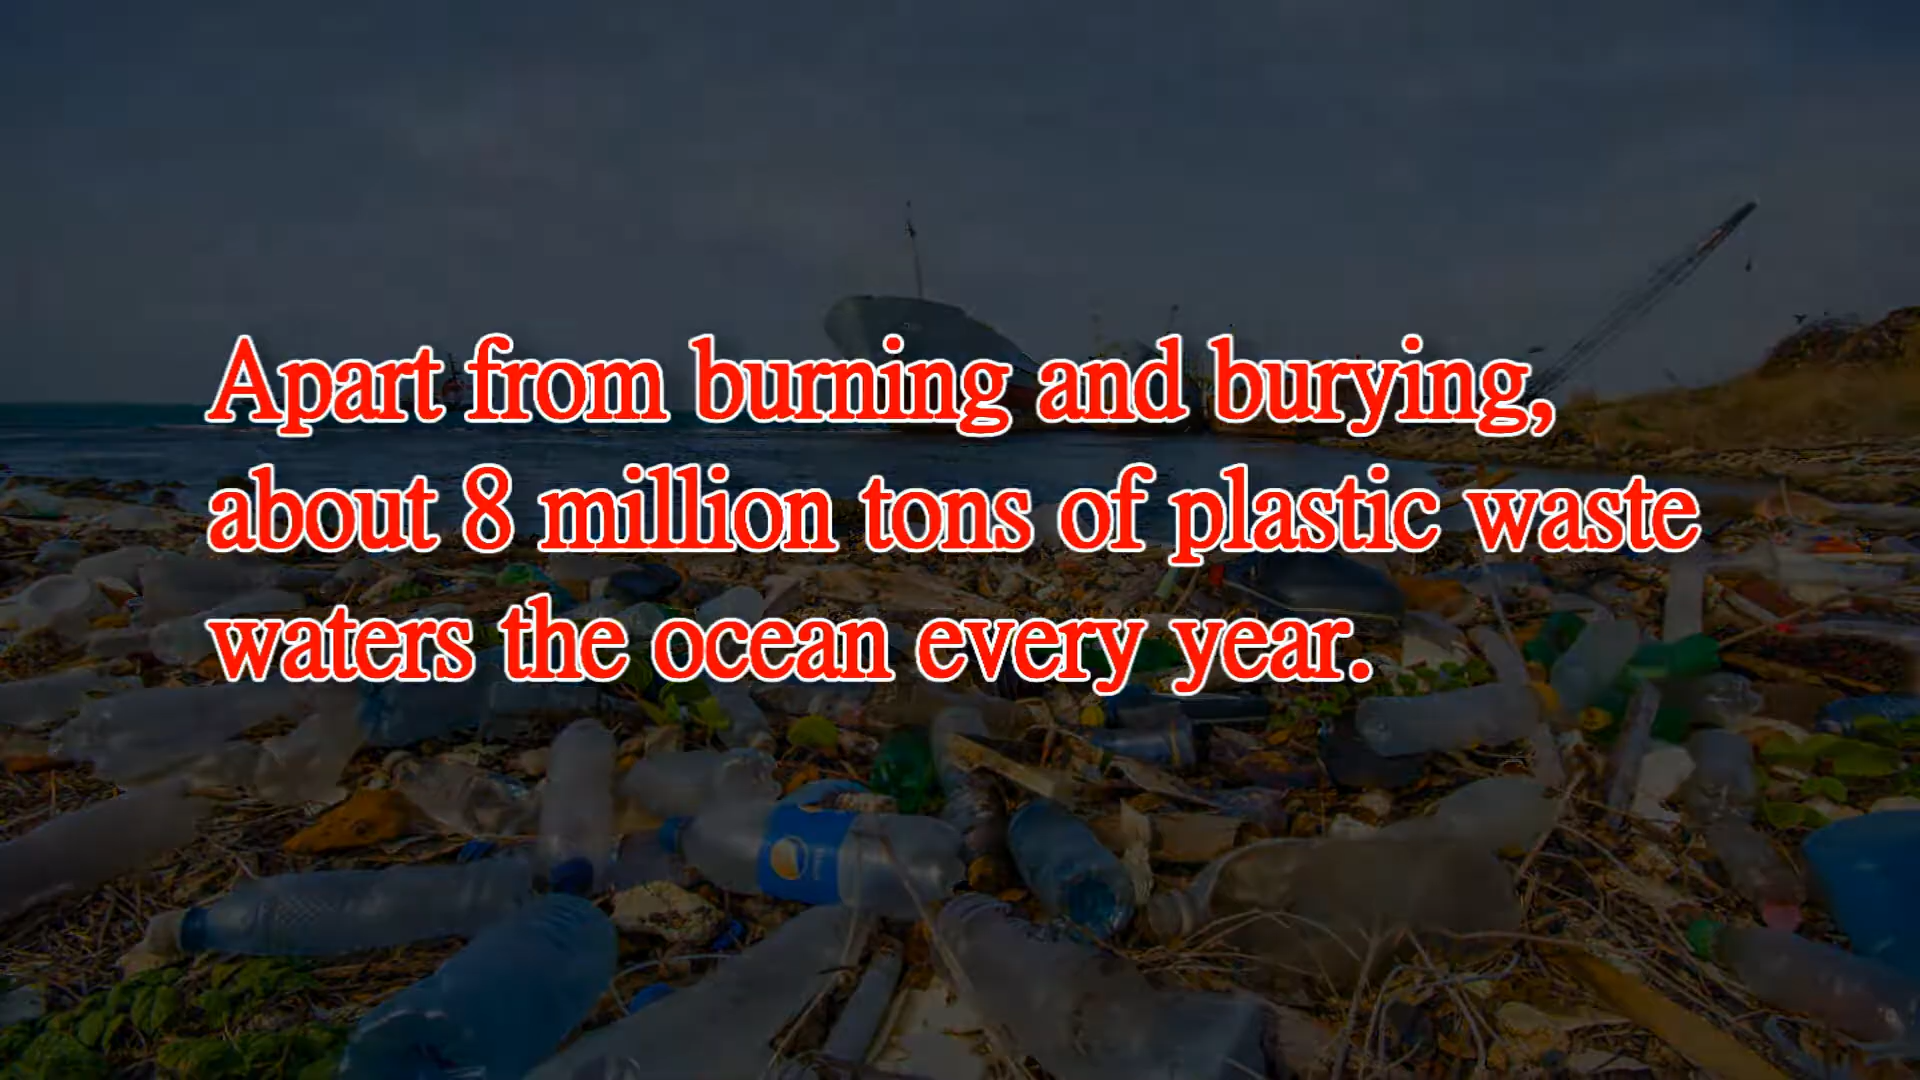 Apart from burning and burying,
about 8 million tons of plastic waste
waters the ocean every year.